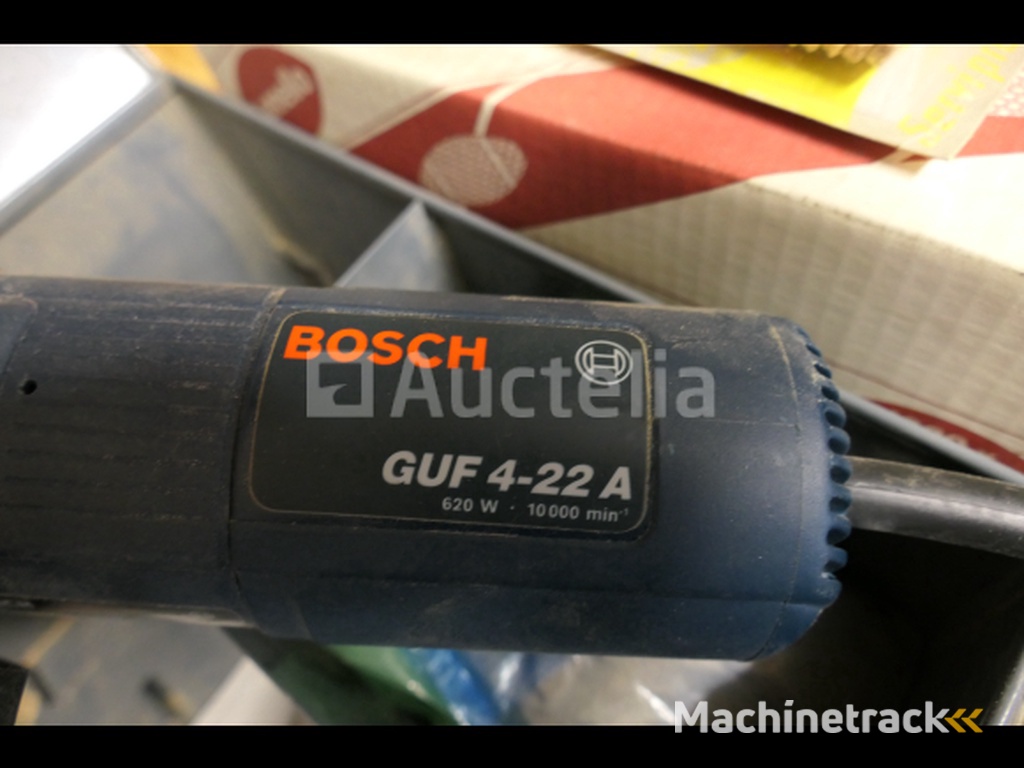 BOSCH
Auctelia
GUF 4-22 A
620 W · 10 000 min⁻¹
Machinetrack